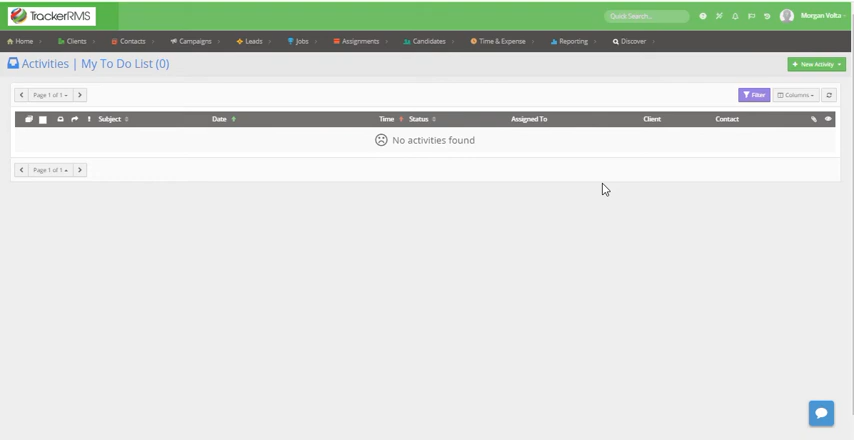 TrackerRMS
Quick Search...
Morgan Volta
Home
Clients
Contacts
Campaigns
Leads
Jobs
Assignments
Candidates
Time & Expense
Reporting
Discover
Activities | My To Do List (0)
New Activity
Page 1 of 1
Filter
Columns
Subject
Date
Time
Status
Assigned To
Client
Contact
No activities found
Page 1 of 1